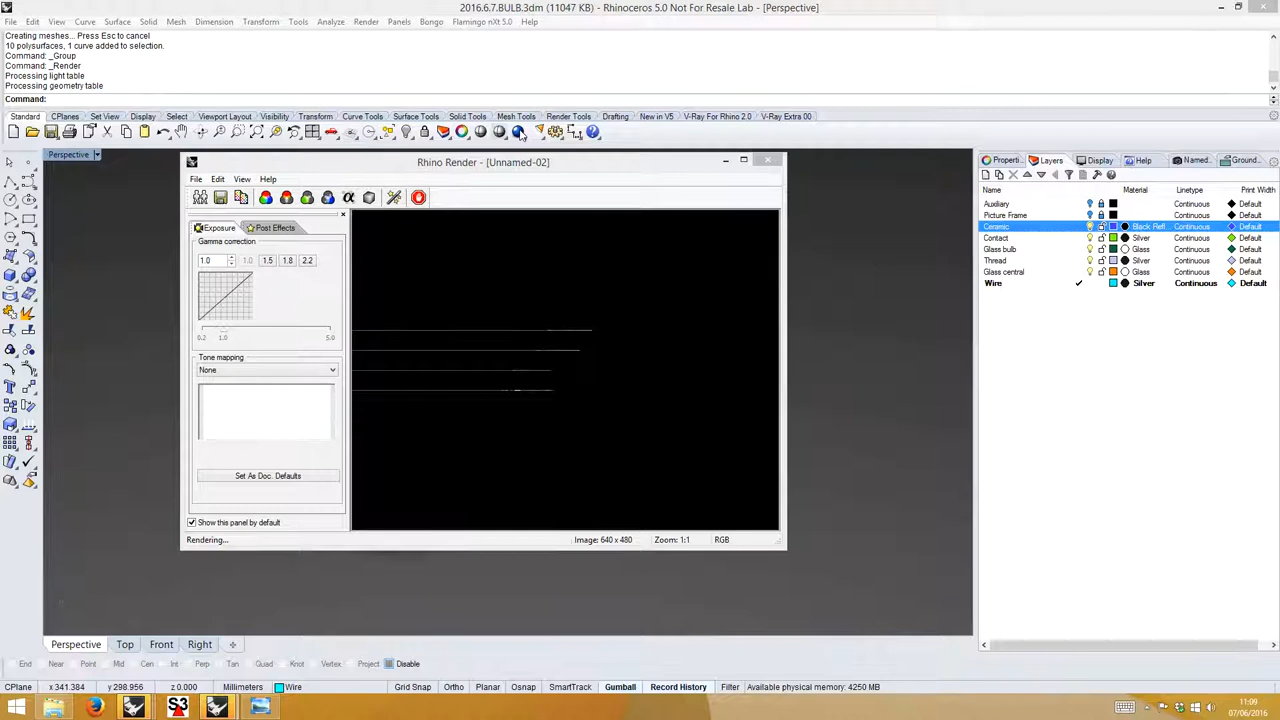 2016.6.7.BULB.3dm (11047 KB) - Rhinoceros 5.0 Not For Resale Lab - [Perspective]
File Edit View Curve Surface Solid Mesh Dimension Transform Tools Analyze Render Panels Bongo Flamingo nXt 5.0 Help
Creating meshes... Press Esc to cancel
10 polysurfaces, 1 curve added to selection.
Command: _Group
Command: _Render
Processing light table
Processing geometry table
Command:
Standard CPlanes Set View Display Select Viewport Layout Visibility Transform Curve Tools Surface Tools Solid Tools Mesh Tools Render Tools Drafting New in V5 V-Ray For Rhino 2.0 V-Ray Extra 00
Perspective
Rhino Render - [Unnamed-02]
File Edit View Help
Exposure Post Effects
Gamma correction
1.0 1.0 1.5 1.8 2.2
0.2 1.0 5.0
Tone mapping
None
Set As Doc. Defaults
Show this panel by default
Rendering... Image: 640 x 480 Zoom: 1:1 RGB
Properti Layers Display Help Named... Ground...
Name Material Linetype Print Width
Auxiliary Continuous Default
Picture Frame Continuous Default
Ceramic Black Refl... Continuous Default
Contact Silver Continuous Default
Glass bulb Glass Continuous Default
Thread Silver Continuous Default
Glass central Glass Continuous Default
Wire Silver Continuous Default
Perspective Top Front Right
End Near Point Mid Cen Int Perp Tan Quad Knot Vertex Project Disable
CPlane x 341.384 y 298.956 z 0.000 Millimeters Wire Grid Snap Ortho Planar Osnap SmartTrack Gumball Record History Filter Available physical memory: 4250 MB
S3
11:09
07/06/2016